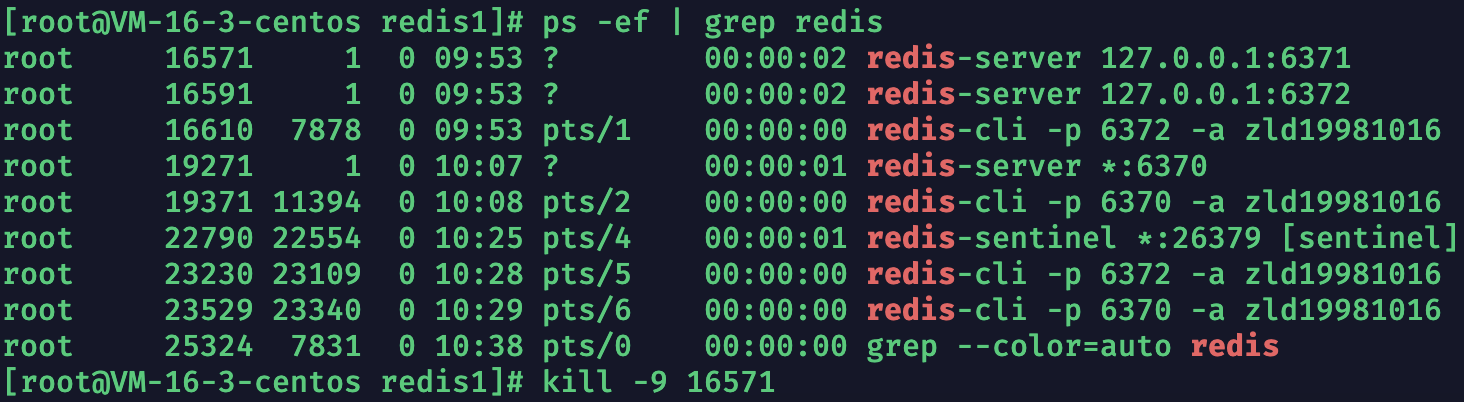 [root@VM-16-3-centos redis1]# ps -ef | grep redis
root     16571     1  0 09:53 ?        00:00:02 redis-server 127.0.0.1:6371
root     16591     1  0 09:53 ?        00:00:02 redis-server 127.0.0.1:6372
root     16610  7878  0 09:53 pts/1    00:00:00 redis-cli -p 6372 -a zld19981016
root     19271     1  0 10:07 ?        00:00:01 redis-server *:6370
root     19371 11394  0 10:08 pts/2    00:00:00 redis-cli -p 6370 -a zld19981016
root     22790 22554  0 10:25 pts/4    00:00:01 redis-sentinel *:26379 [sentinel]
root     23230 23109  0 10:28 pts/5    00:00:00 redis-cli -p 6372 -a zld19981016
root     23529 23340  0 10:29 pts/6    00:00:00 redis-cli -p 6370 -a zld19981016
root     25324  7831  0 10:38 pts/0    00:00:00 grep --color=auto redis
[root@VM-16-3-centos redis1]# kill -9 16571